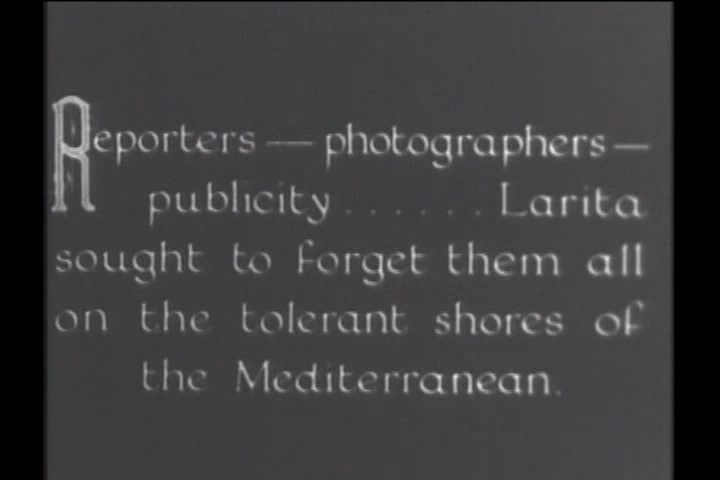 Reporters — photographers —
publicity . . . . . . Larita
sought to forget them all
on the tolerant shores of
the Mediterranean.